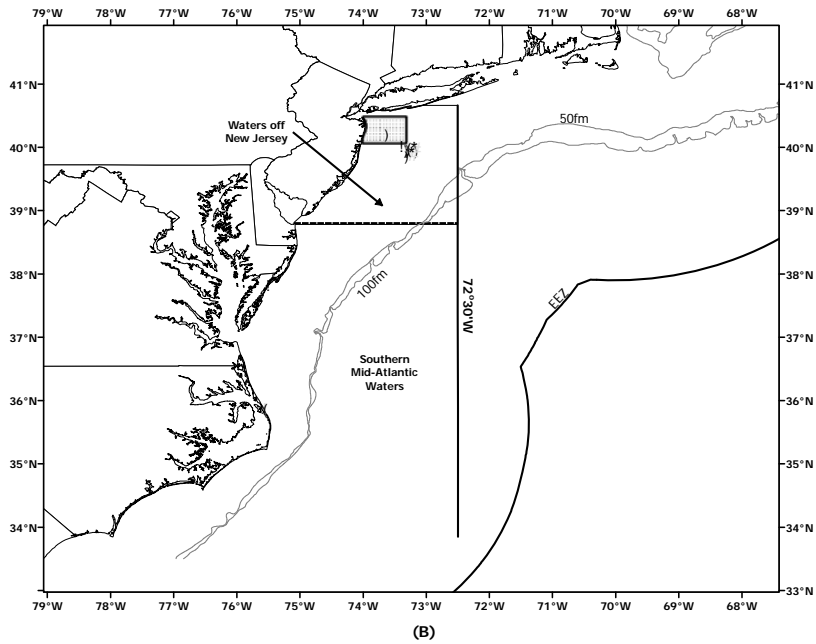 79°W 78°W 77°W 76°W 75°W 74°W 73°W 72°W 71°W 70°W 69°W 68°W
41°N 41°N
50fm
Waters off
New Jersey
40°N 40°N
39°N 39°N
38°N 38°N
100fm
72°30'W
EEZ
37°N 37°N
Southern
Mid-Atlantic
Waters
36°N 36°N
35°N 35°N
34°N 34°N
33°N
79°W 78°W 77°W 76°W 75°W 74°W 73°W 72°W 71°W 70°W 69°W 68°W
(B)